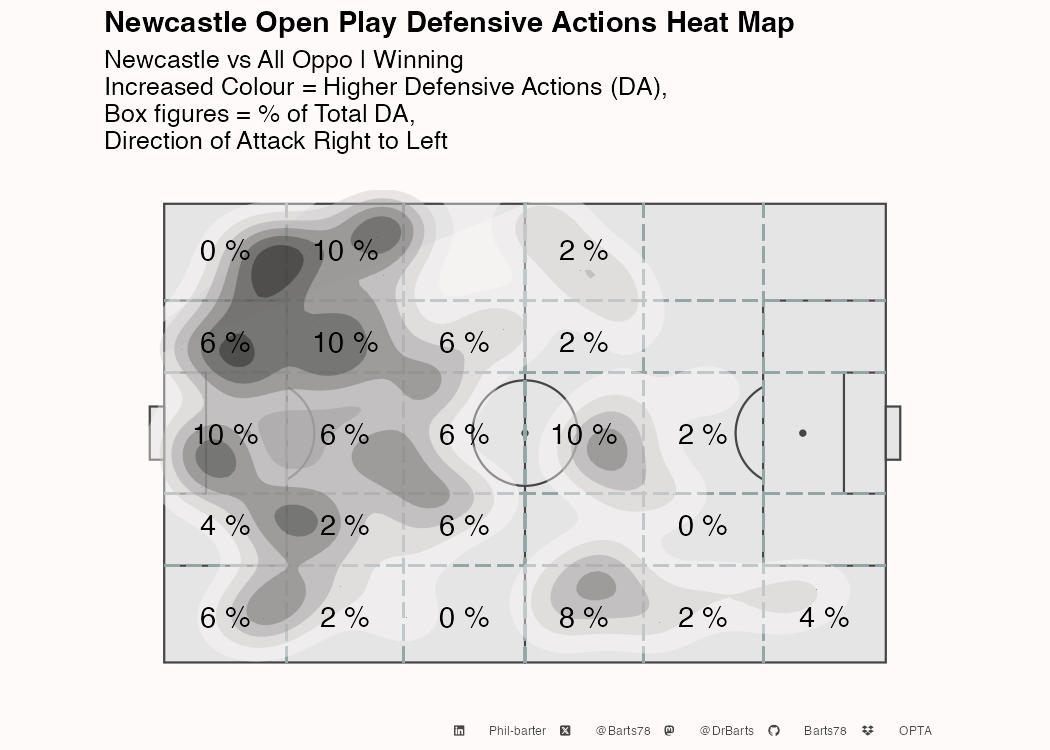 Newcastle Open Play Defensive Actions Heat Map
Newcastle vs All Oppo | Winning
Increased Colour = Higher Defensive Actions (DA),
Box figures = % of Total DA,
Direction of Attack Right to Left
0 % 10 % 2 %
6 % 10 % 6 % 2 %
10 % 6 % 6 % 10 % 2 %
4 % 2 % 6 % 0 %
6 % 2 % 0 % 8 % 2 % 4 %
Phil-barter @Barts78 @DrBarts Barts78 OPTA